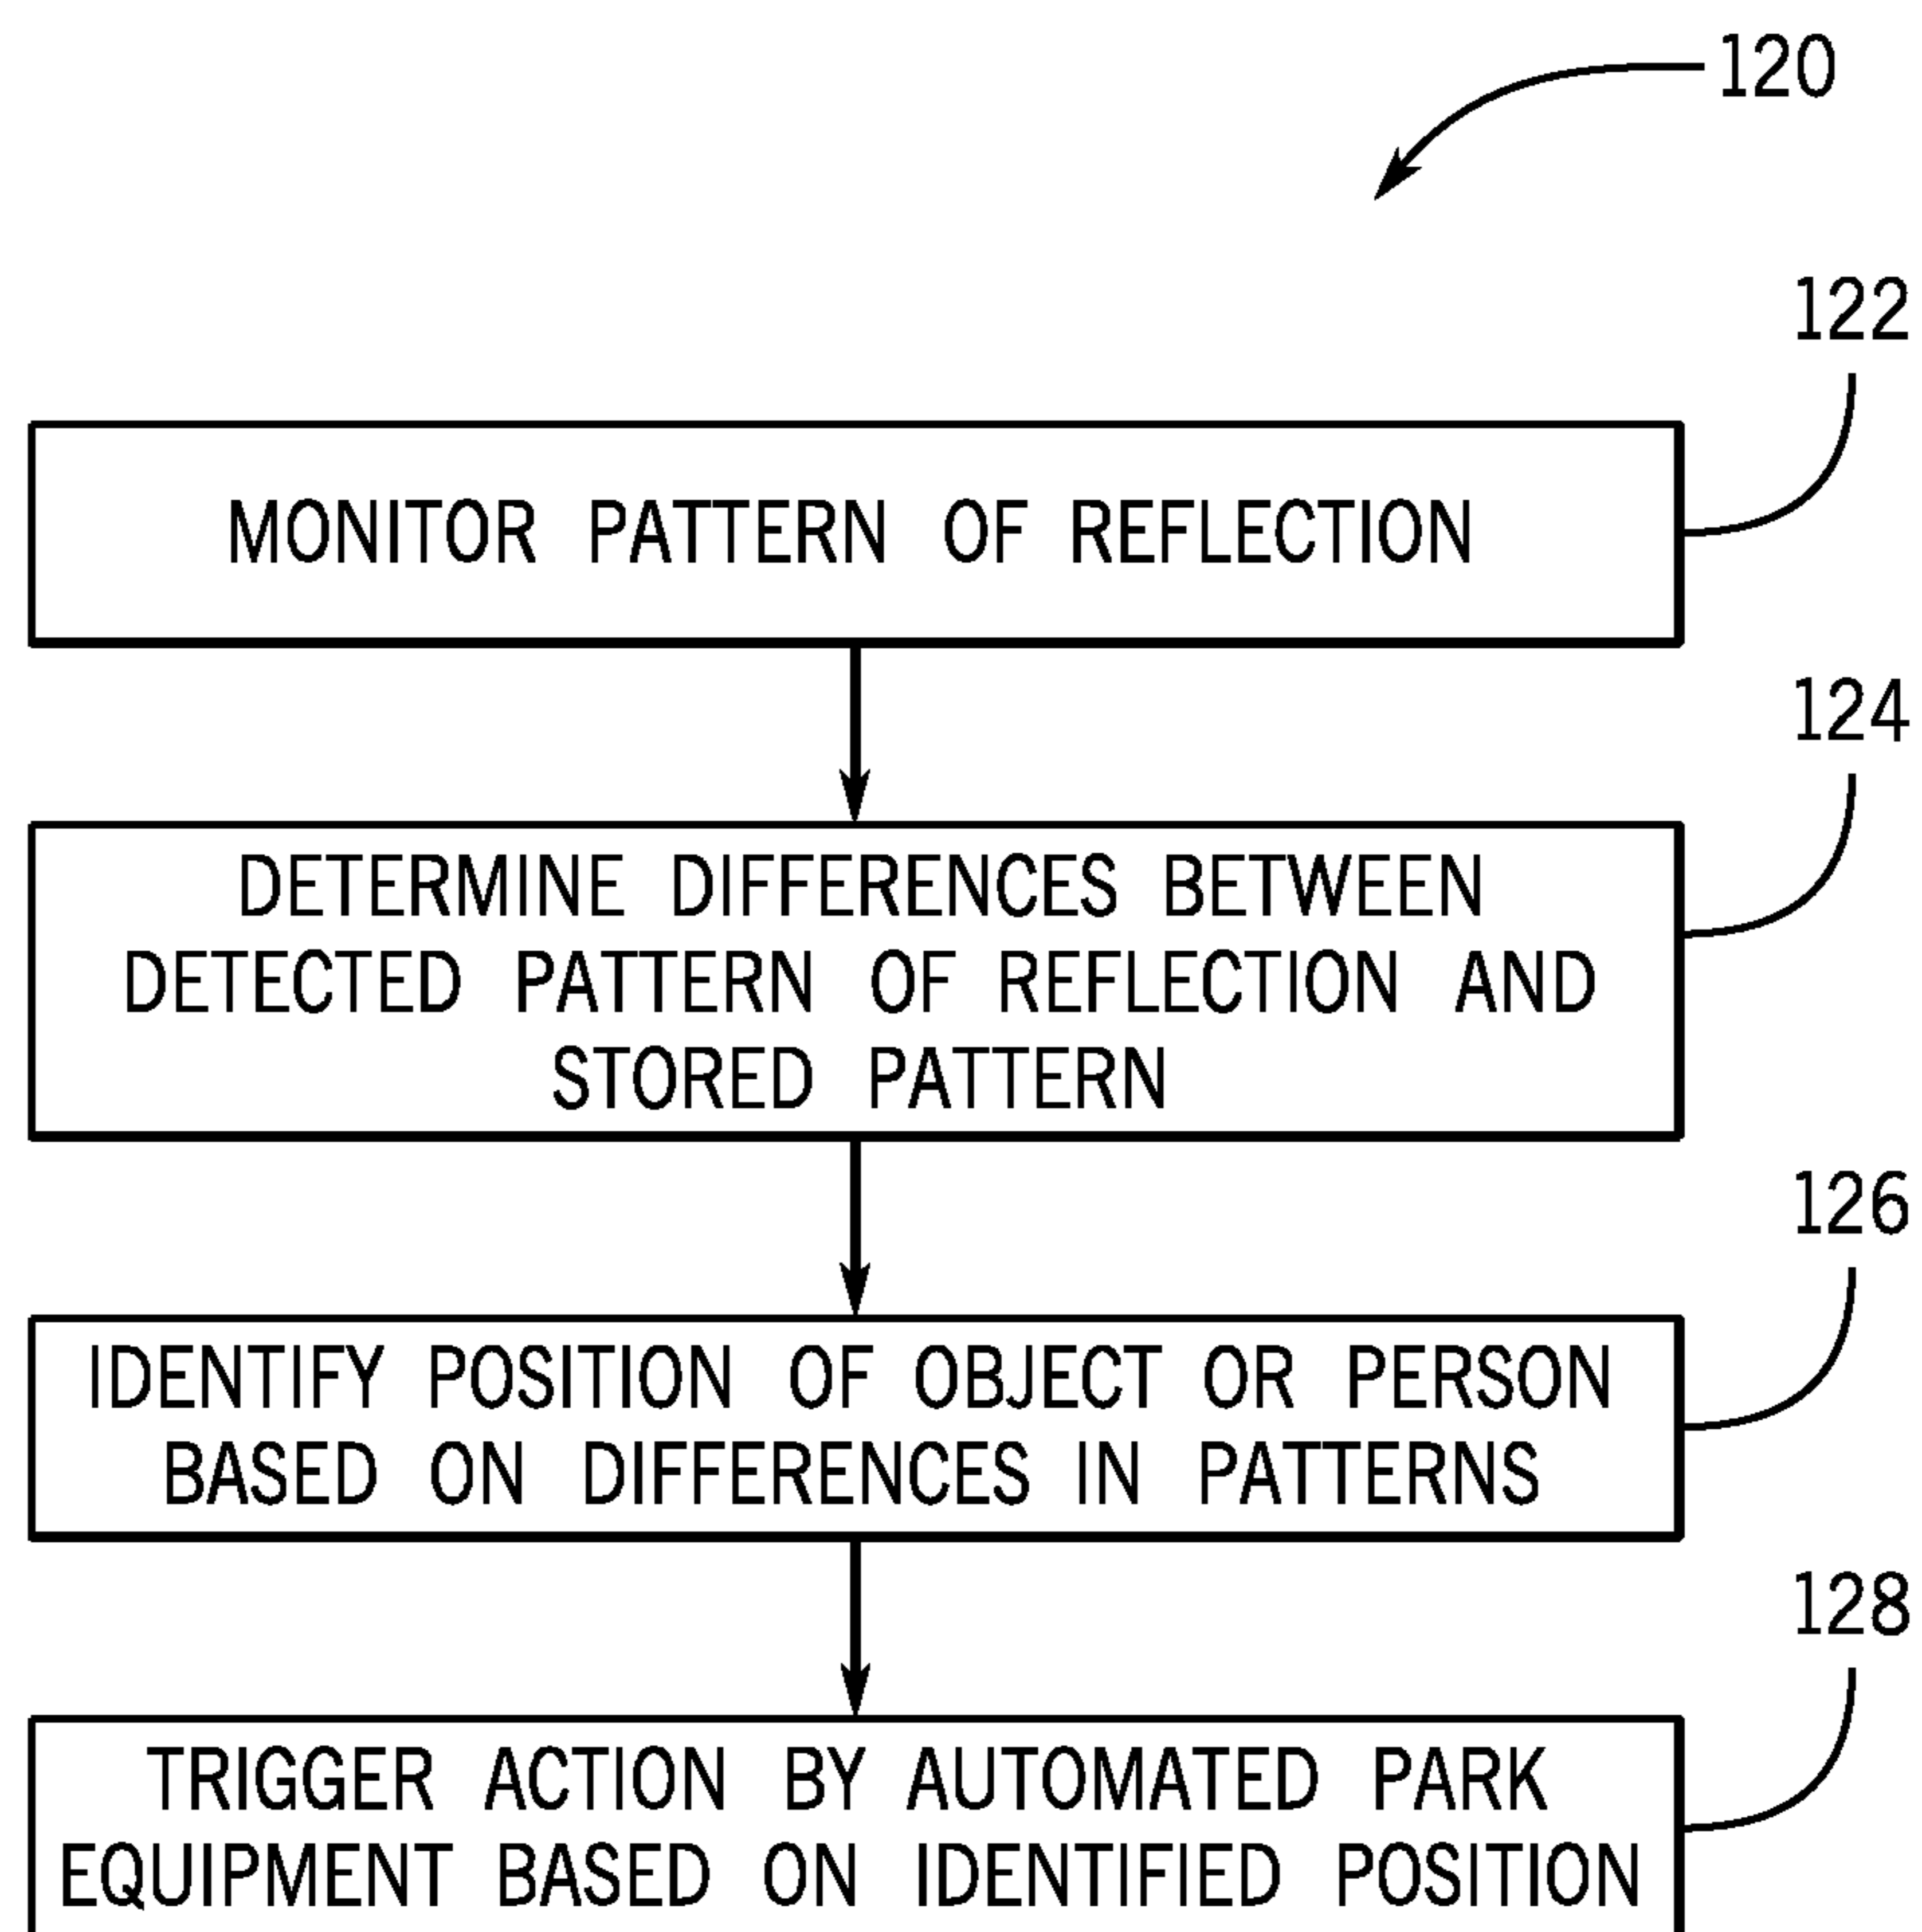 120
122
MONITOR PATTERN OF REFLECTION
124
DETERMINE DIFFERENCES BETWEEN
DETECTED PATTERN OF REFLECTION AND
STORED PATTERN
126
IDENTIFY POSITION OF OBJECT OR PERSON
BASED ON DIFFERENCES IN PATTERNS
128
TRIGGER ACTION BY AUTOMATED PARK
EQUIPMENT BASED ON IDENTIFIED POSITION